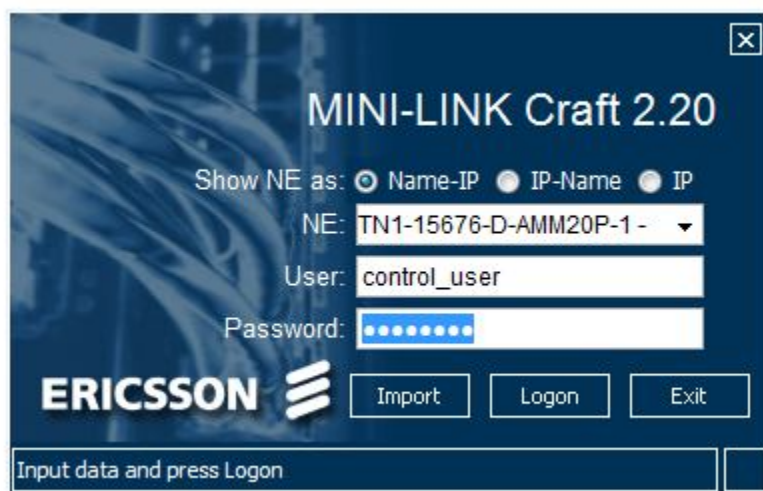 MINI-LINK Craft 2.20
Show NE as: Name-IP IP-Name IP
NE: TN1-15676-D-AMM20P-1 -
User: control_user
Password: ●●●●●●●●
ERICSSON Import Logon Exit
Input data and press Logon